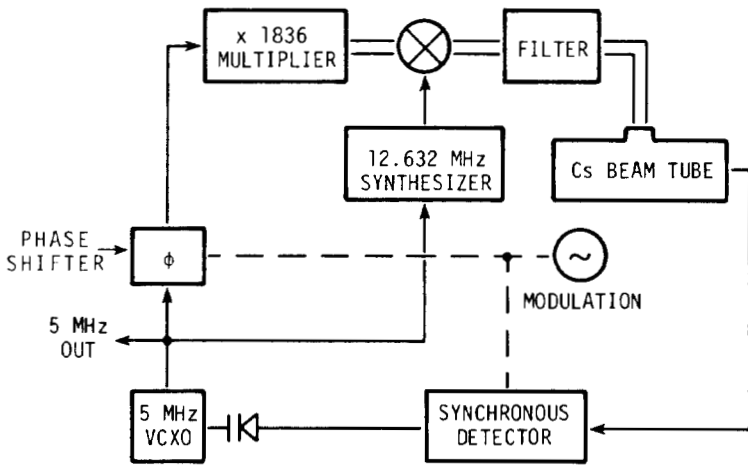 x 1836
MULTIPLIER
FILTER
12.632 MHz
SYNTHESIZER
Cs BEAM TUBE
PHASE
SHIFTER
ϕ
~
MODULATION
5 MHz
OUT
5 MHz
VCXO
SYNCHRONOUS
DETECTOR